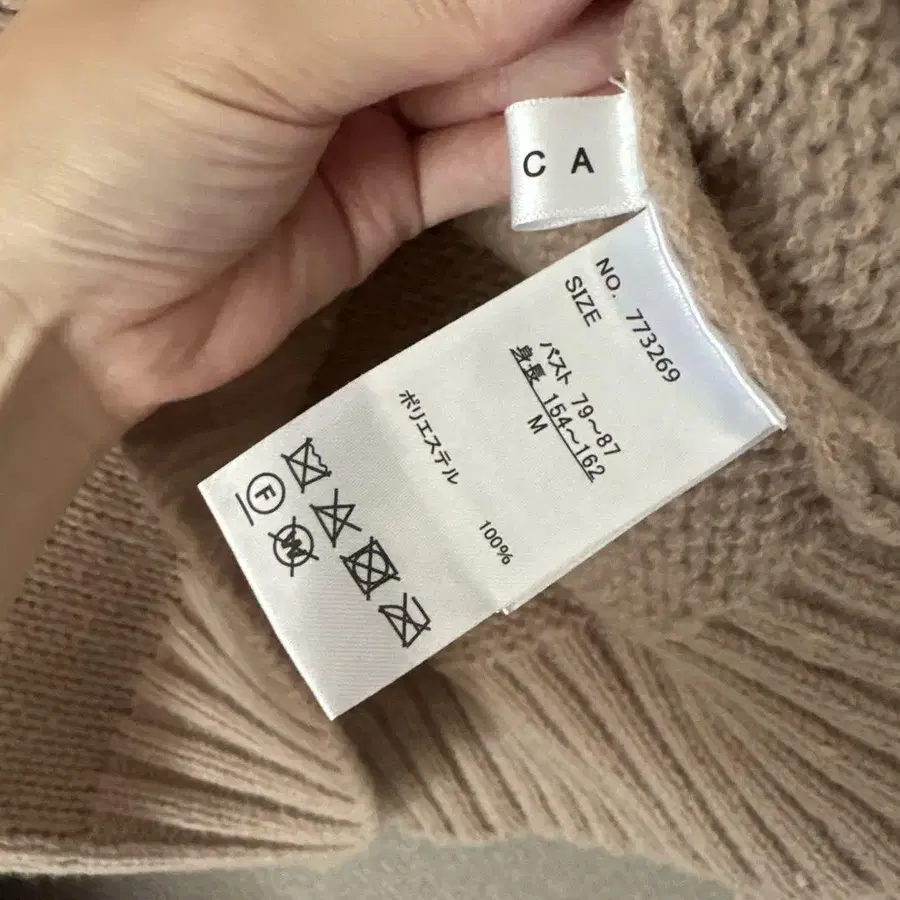 C A
NO. 773269
SIZE
バスト 79～87
身長 154～162
M
ポリエステル 100%
F
W